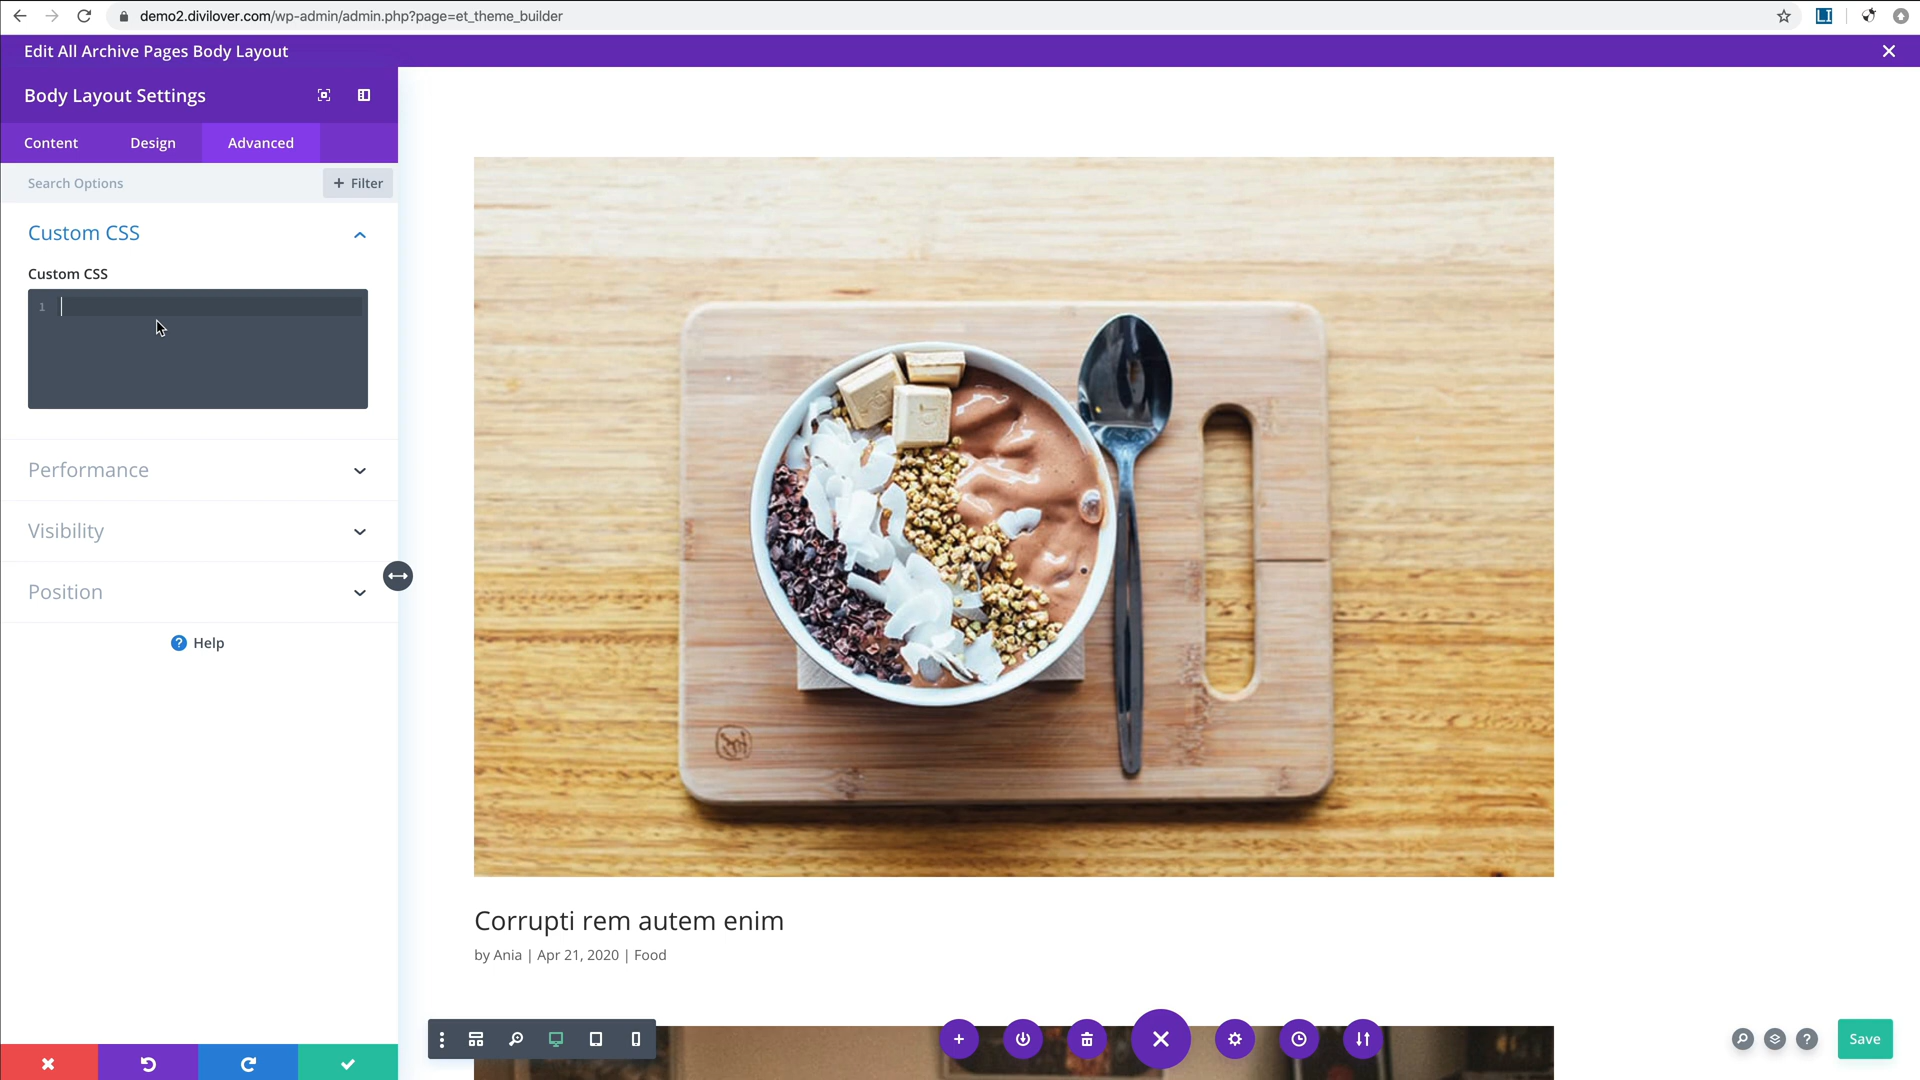 demo2.divilover.com/wp-admin/admin.php?page=et_theme_builder
Edit All Archive Pages Body Layout
Body Layout Settings
Content
Design
Advanced
Search Options
+ Filter
Custom CSS
Custom CSS
1
Performance
Visibility
Position
? Help
Corrupti rem autem enim
by Ania | Apr 21, 2020 | Food
?
Save